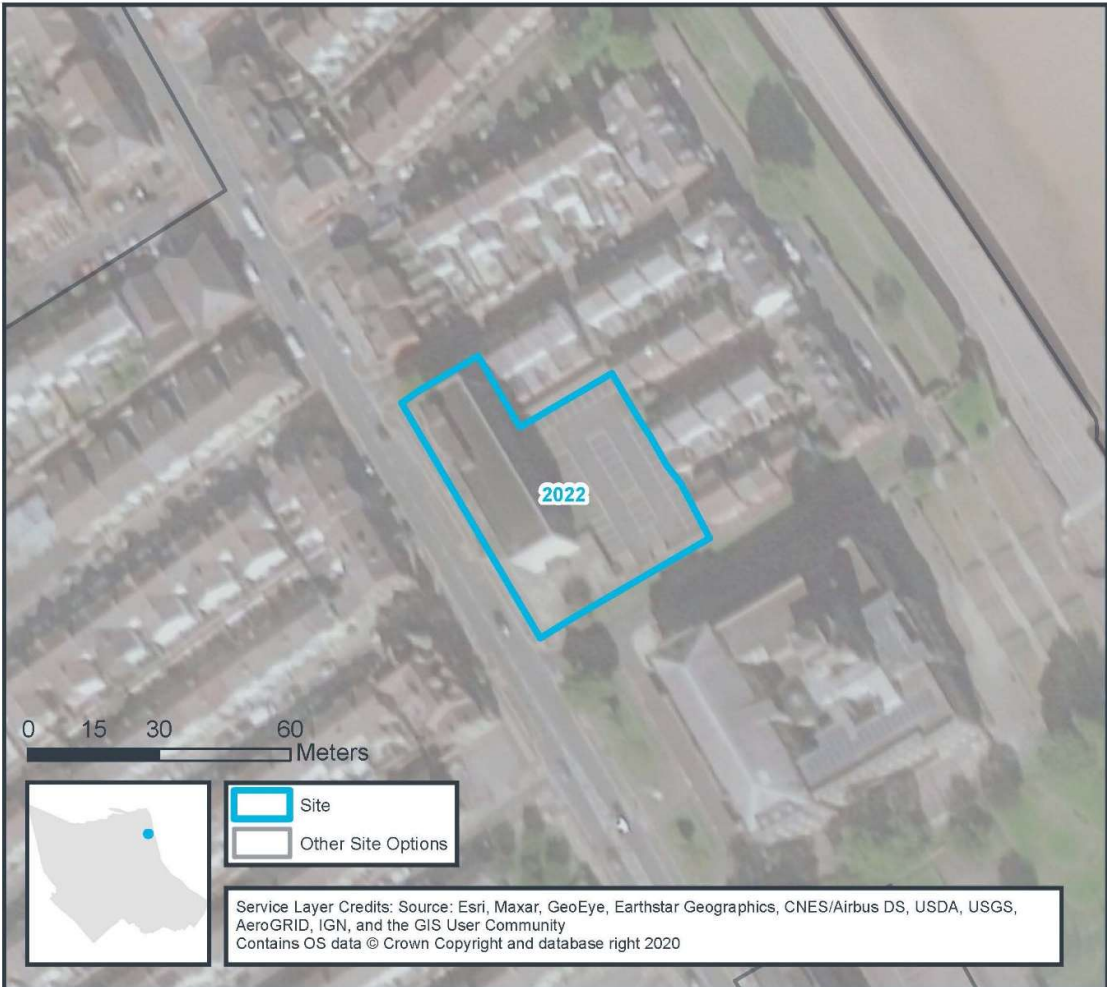 2022
0 15 30 60
Meters
Site
Other Site Options
Service Layer Credits: Source: Esri, Maxar, GeoEye, Earthstar Geographics, CNES/Airbus DS, USDA, USGS,
AeroGRID, IGN, and the GIS User Community
Contains OS data © Crown Copyright and database right 2020